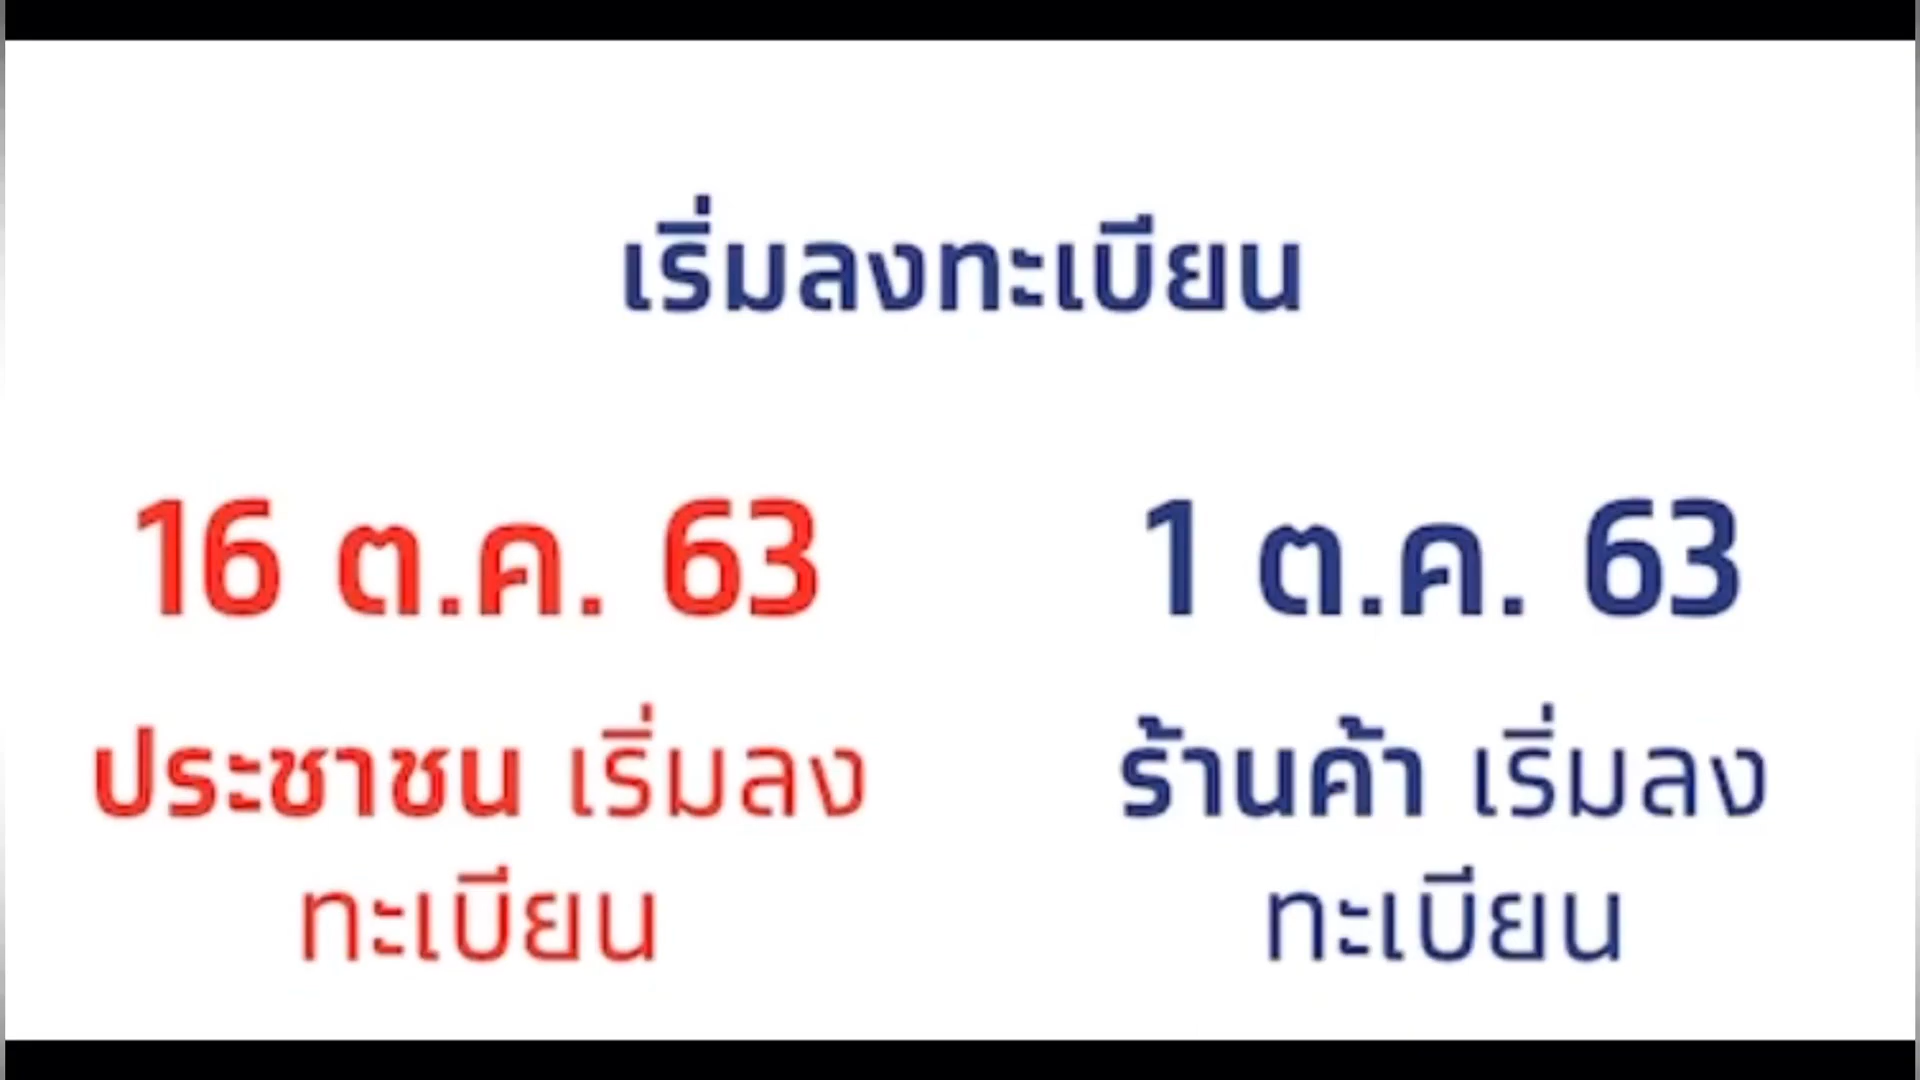 เริ่มลงทะเบียน
16 ต.ค. 63
ประชาชน เริ่มลง
ทะเบียน
1 ต.ค. 63
ร้านค้า เริ่มลง
ทะเบียน